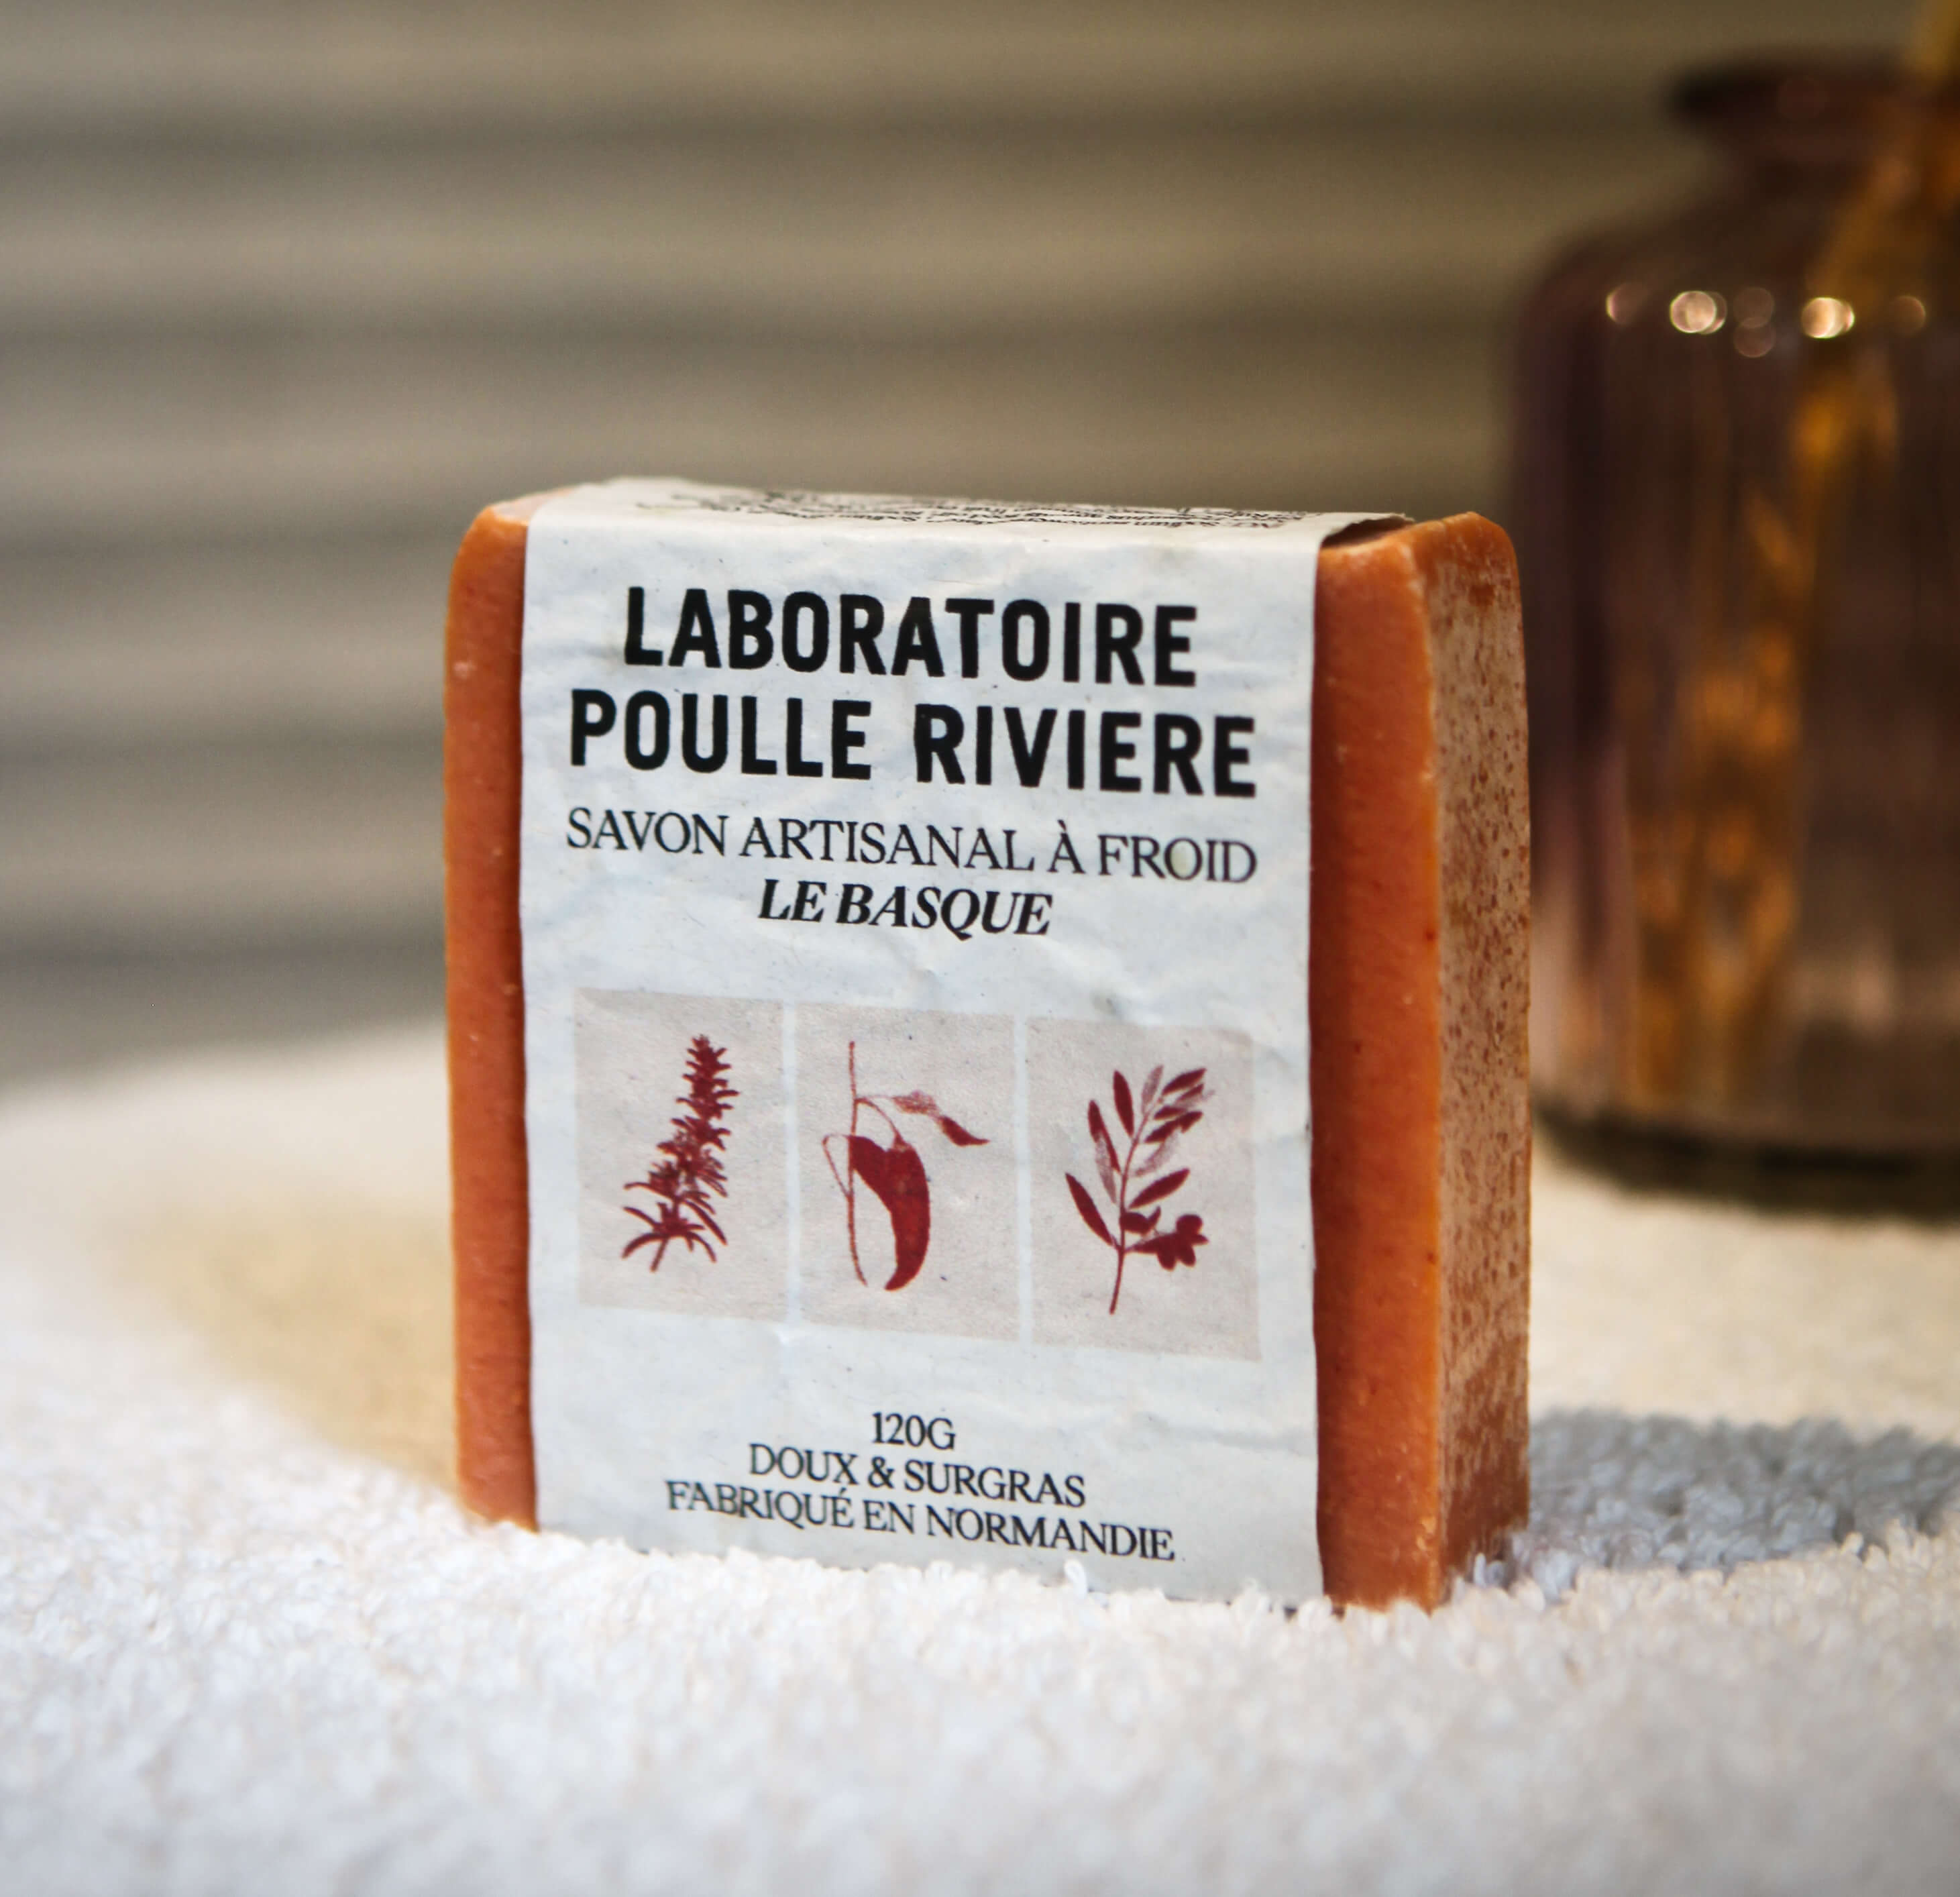 LABORATOIRE
POULLE RIVIERE
SAVON ARTISANAL À FROID
LE BASQUE
120G
DOUX & SURGRAS
FABRIQUÉ EN NORMANDIE